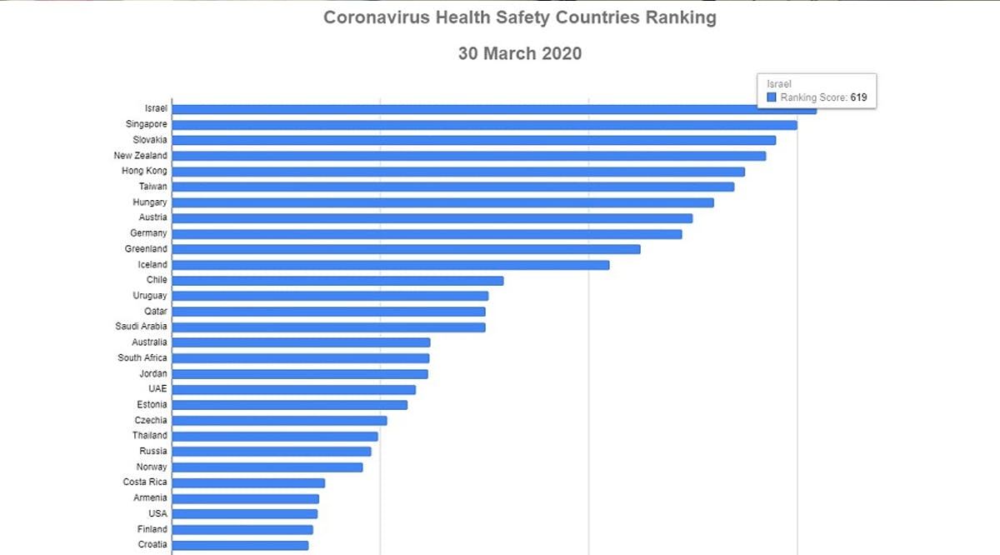 Coronavirus Health Safety Countries Ranking
30 March 2020
Israel
Ranking Score: 619
Israel
Singapore
Slovakia
New Zealand
Hong Kong
Taiwan
Hungary
Austria
Germany
Greenland
Iceland
Chile
Uruguay
Qatar
Saudi Arabia
Australia
South Africa
Jordan
UAE
Estonia
Czechia
Thailand
Russia
Norway
Costa Rica
Armenia
USA
Finland
Croatia